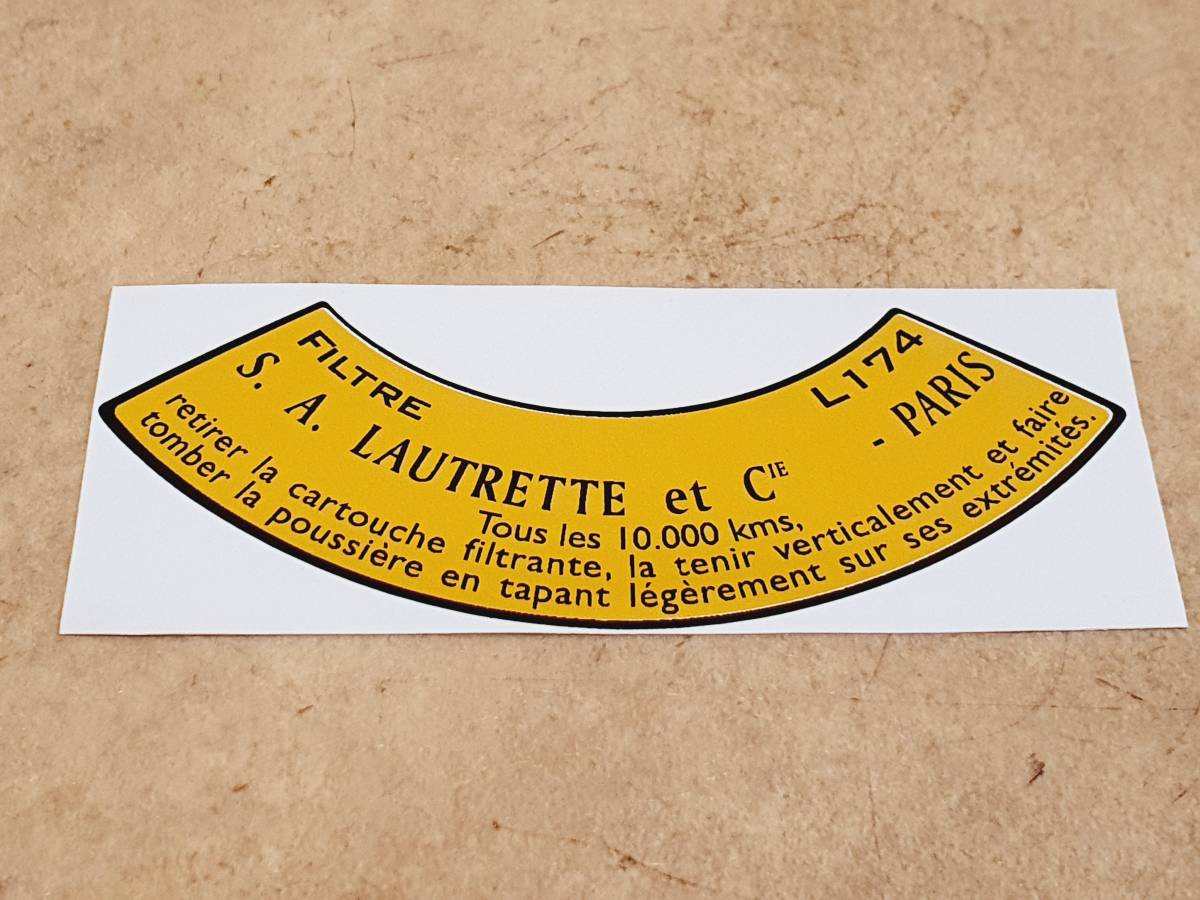 FILTRE L174
S. A. LAUTRETTE et CIE - PARIS
Tous les 10.000 kms,
retirer la cartouche filtrante, la tenir verticalement et faire
tomber la poussière en tapant légèrement sur ses extrémités.